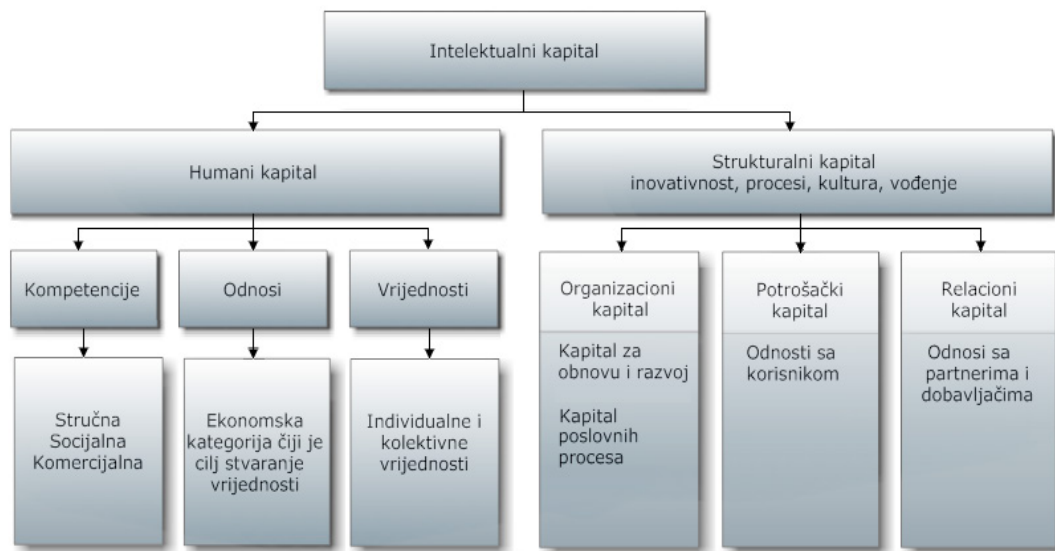 Intelektualni kapital
Humani kapital
Strukturalni kapital
inovativnost, procesi, kultura, vođenje
Kompetencije
Odnosi
Vrijednosti
Stručna
Socijalna
Komercijalna
Ekonomska
kategorija čiji je
cilj stvaranje
vrijednosti
Individualne i
kolektivne
vrijednosti
Organizacioni
kapital
Kapital za
obnovu i razvoj
Kapital
poslovnih
procesa
Potrošački
kapital
Odnosti sa
korisnikom
Relacioni
kapital
Odnosi sa
partnerima i
dobavljačima